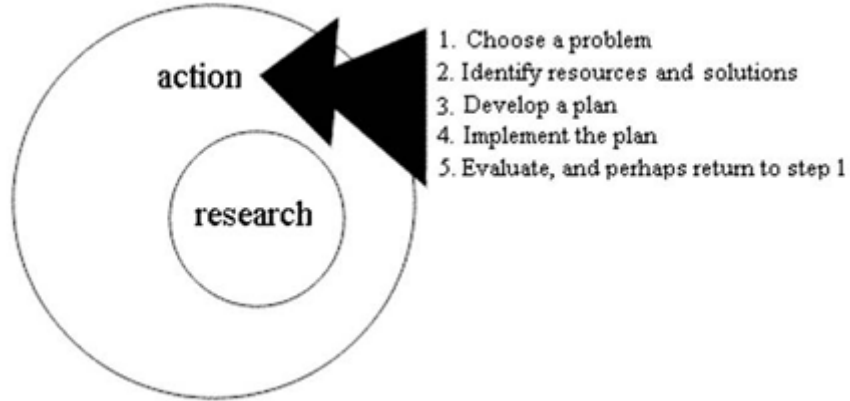 action
research
1. Choose a problem
2. Identify resources and solutions
3. Develop a plan
4. Implement the plan
5. Evaluate, and perhaps return to step 1